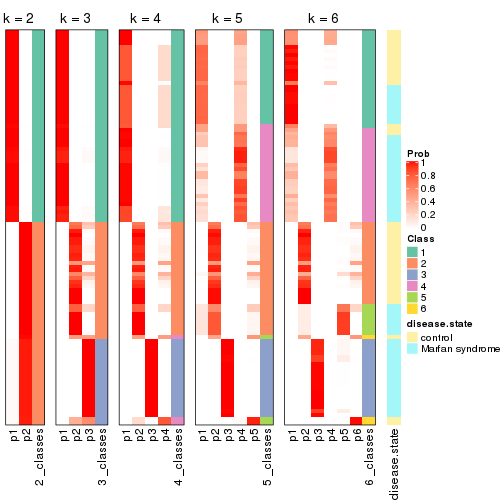 k = 2
k = 3
k = 4
k = 5
k = 6
Prob
1
0.8
0.6
0.4
0.2
0
Class
1
2
3
4
5
6
disease.state
control
Marfan syndrome
p1
p2
2_classes
p1
p2
p3
3_classes
p1
p2
p3
p4
4_classes
p1
p2
p3
p4
p5
5_classes
p1
p2
p3
p4
p5
p6
6_classes
disease.state